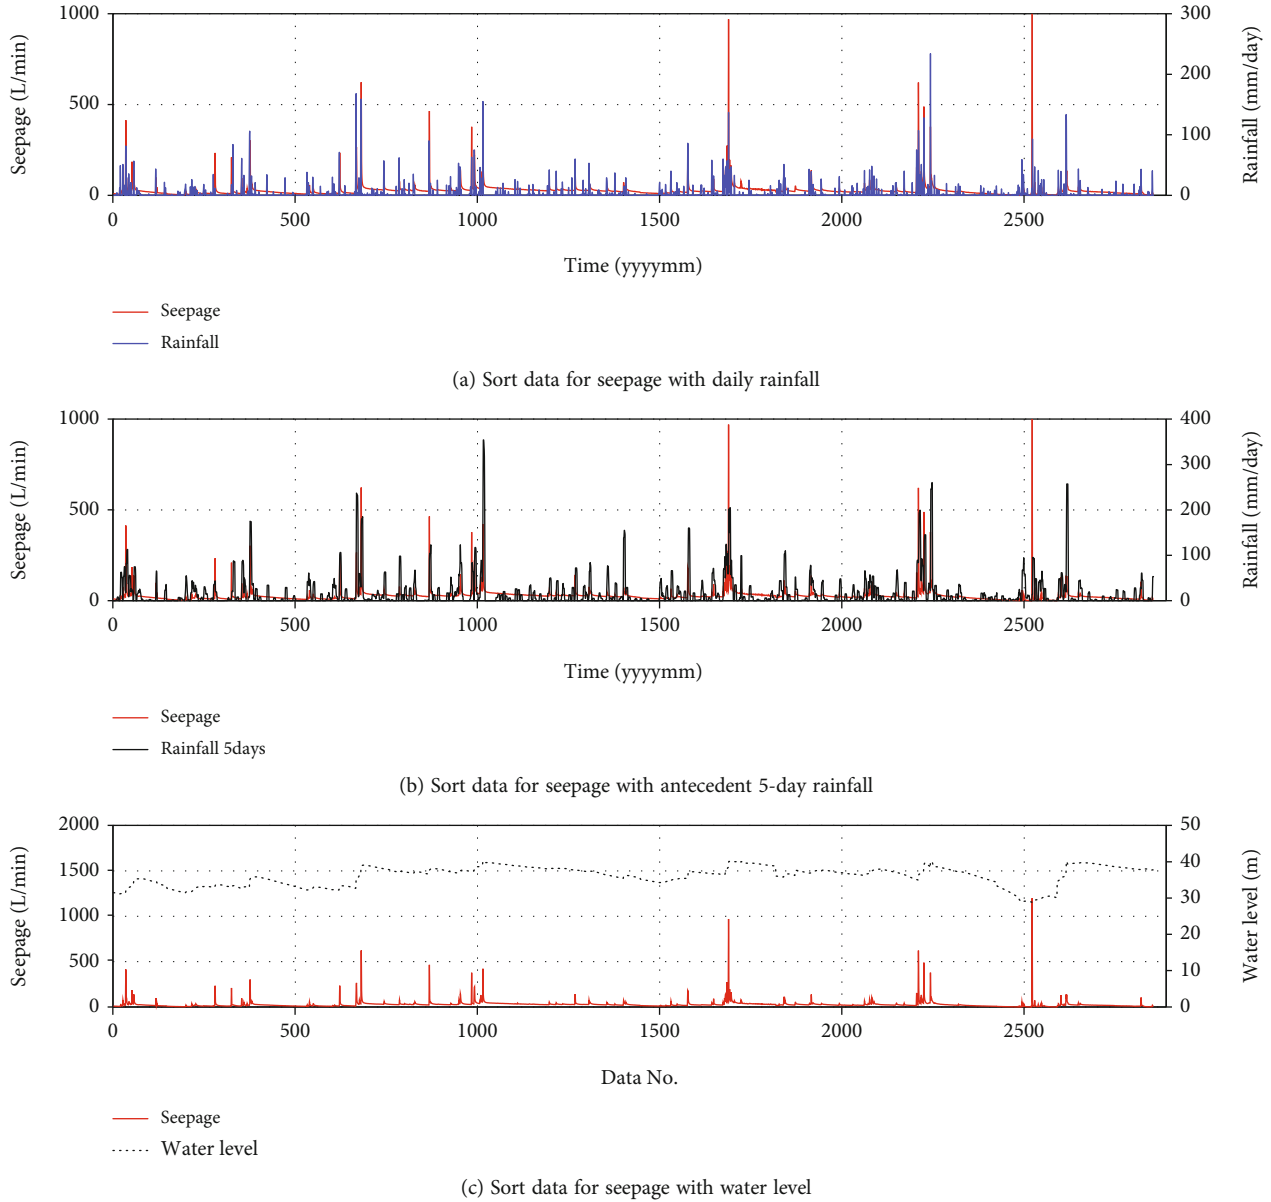 1000
500
0
Seepage (L/min)
300
200
100
0
Rainfall (mm/day)
0 500 1000 1500 2000 2500
Time (yyyymm)
Seepage
Rainfall
(a) Sort data for seepage with daily rainfall
1000
500
0
Seepage (L/min)
400
300
200
100
0
Rainfall (mm/day)
0 500 1000 1500 2000 2500
Time (yyyymm)
Seepage
Rainfall 5days
(b) Sort data for seepage with antecedent 5-day rainfall
2000
1500
1000
500
0
Seepage (L/min)
50
40
30
20
10
0
Water level (m)
0 500 1000 1500 2000 2500
Data No.
Seepage
Water level
(c) Sort data for seepage with water level